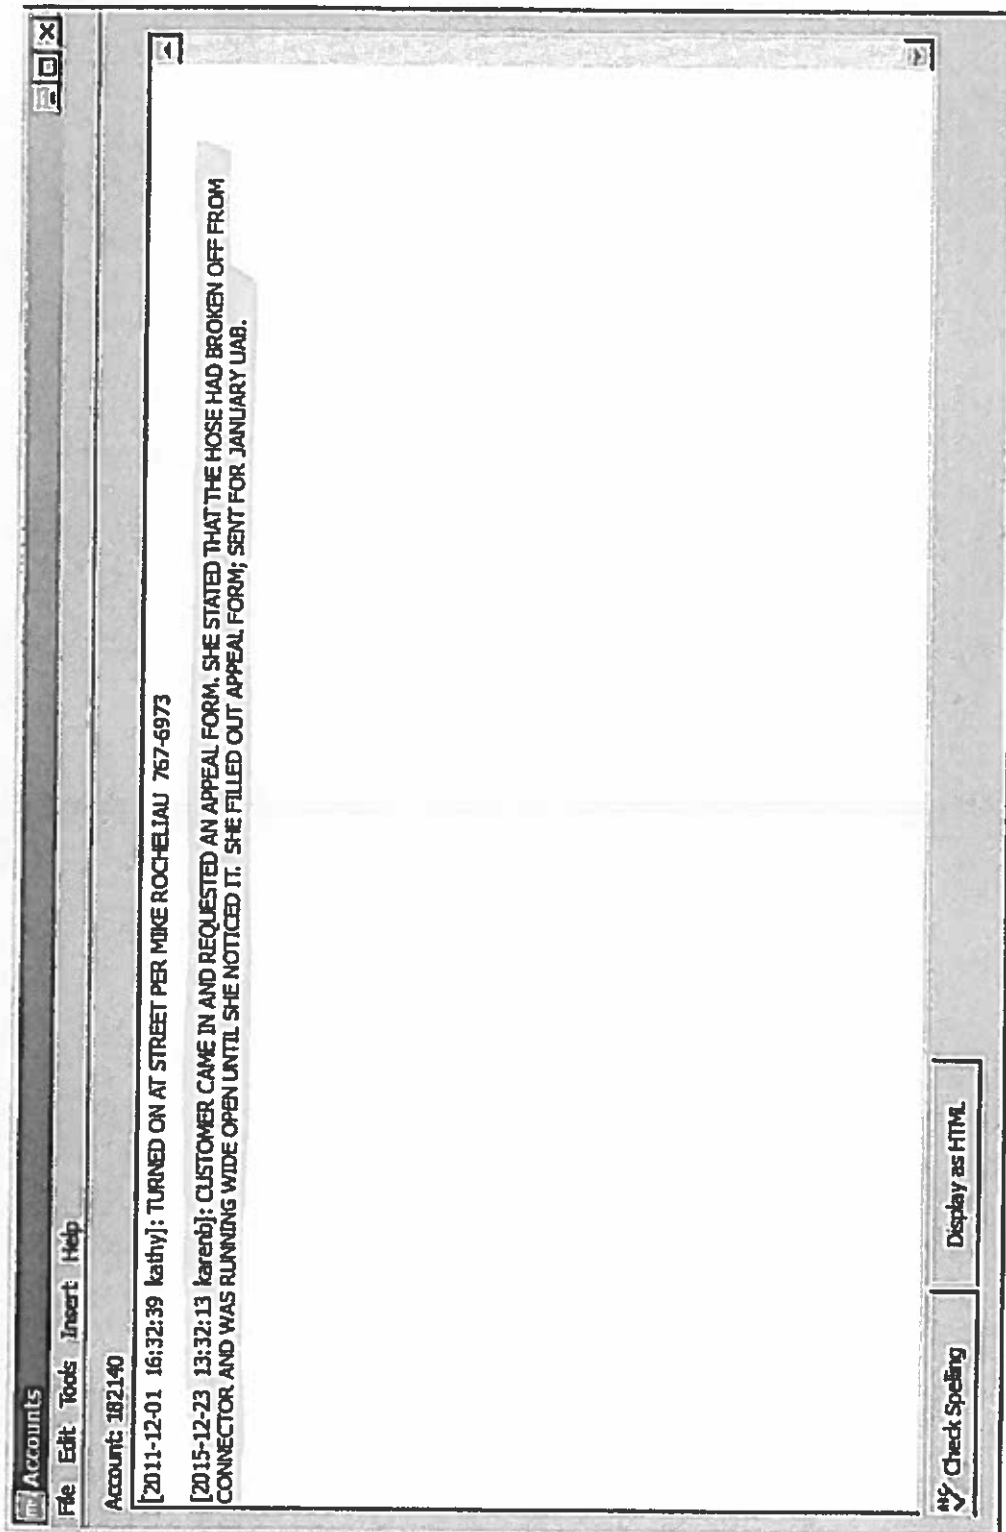 Accounts
File Edit Tools Insert Help
Account: 182140
[2011-12-01 16:32:39 kathy]: TURNED ON AT STREET PER MIKE ROCHELIAU 767-6973
[2015-12-23 13:32:13 karenb]: CUSTOMER CAME IN AND REQUESTED AN APPEAL FORM. SHE STATED THAT THE HOSE HAD BROKEN OFF FROM
CONNECTOR AND WAS RUNNING WIDE OPEN UNTIL SHE NOTICED IT. SHE FILLED OUT APPEAL FORM; SENT FOR JANUARY UAB.
Check Spelling Display as HTML